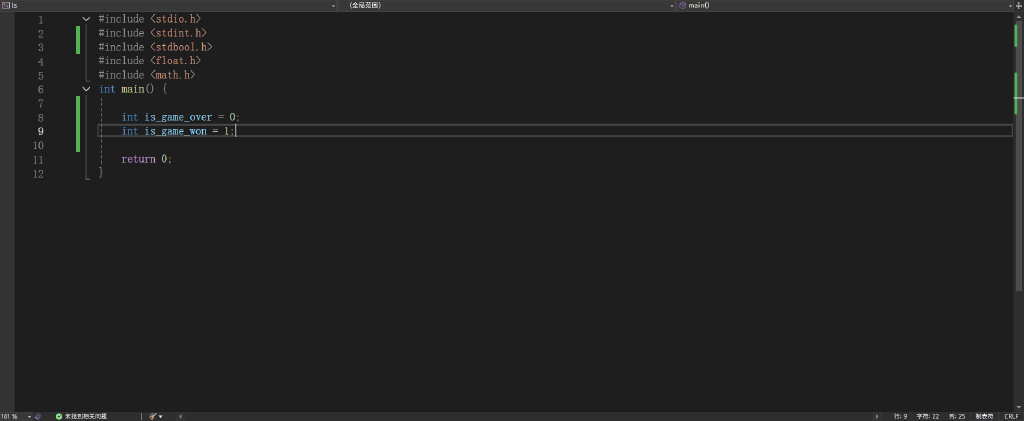 ls (全局范围) main()
1 #include <stdio.h>
2 #include <stdint.h>
3 #include <stdbool.h>
4 #include <float.h>
5 #include <math.h>
6 int main() {
7
8 int is_game_over = 0;
9 int is_game_won = 1;
10
11 return 0;
12 }
161 % 未找到相关问题 行: 9 字符: 22 列: 25 制表符 CRLF